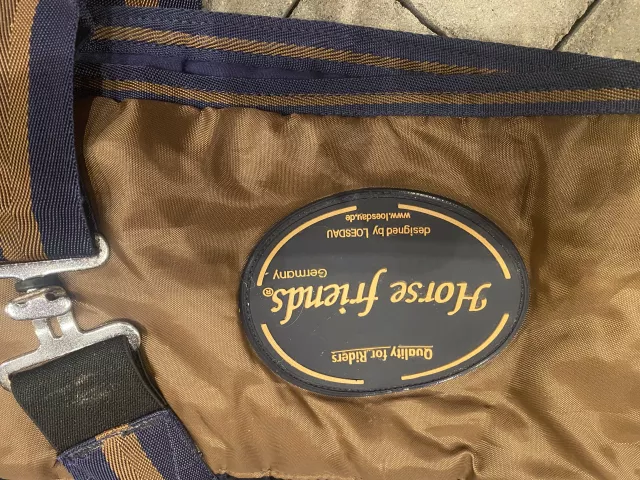 Quality for Riders
Horse friends®
Germany
designed by LOESDAU
www.loesdau.de